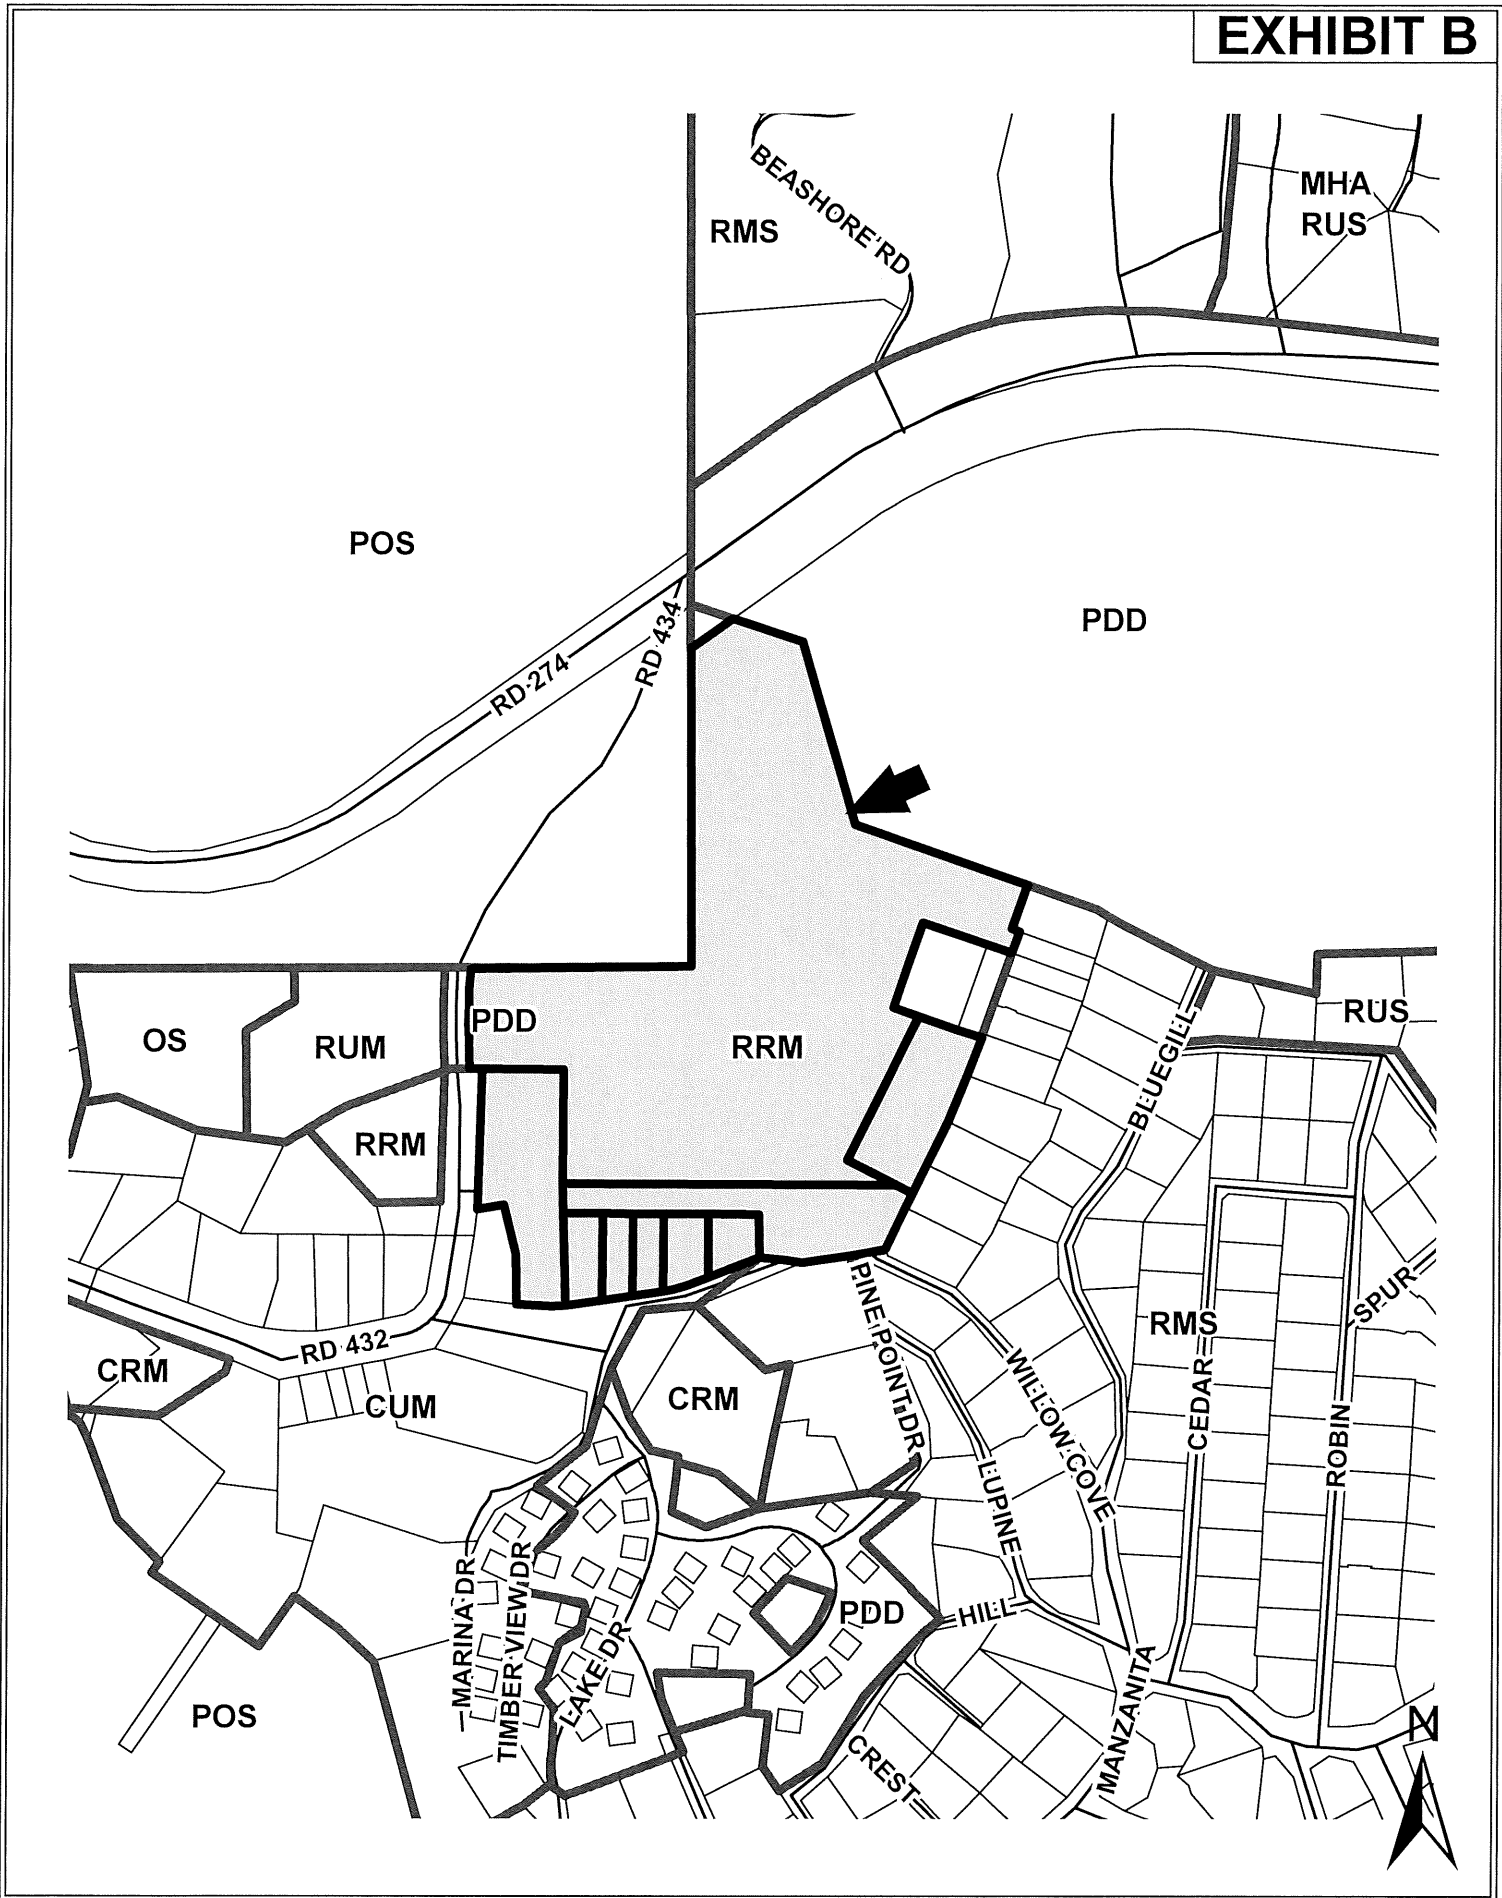 EXHIBIT B
BEASHORE RD
RMS
MHA
RUS
POS
PDD
RD 434
RD 274
PDD
OS
RUM
RRM
RUS
BLUEGILL
RRM
PINE POINT DR
RMS
SPUR
RD 432
CRM
CUM
CRM
WILLOW COVE
CEDAR
ROBIN
LUPINE
MARINA DR
TIMBER VIEW DR
LAKE DR
PDD
HILL
POS
MANZANITA
CREST
N